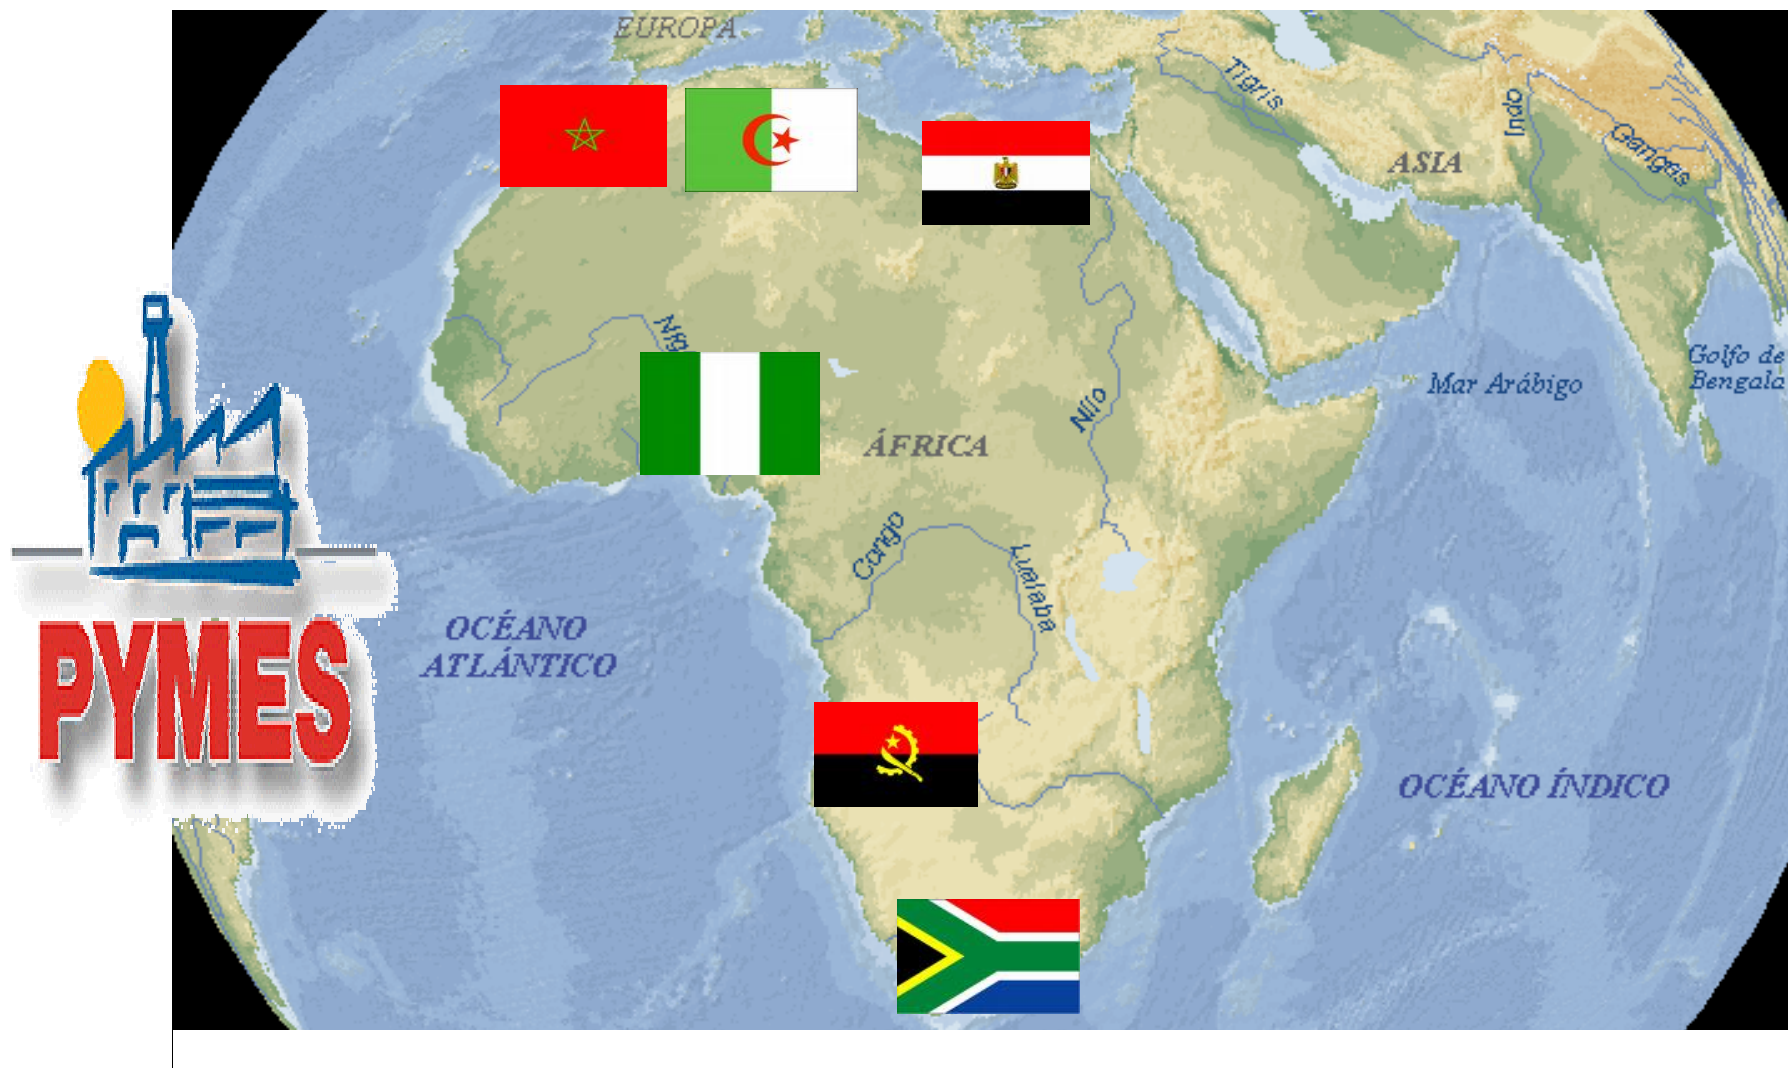 EUROPA
Tigris
Indo
Ganges
ASIA
Níg
Golfo de
Bengala
Mar Arábigo
Nilo
ÁFRICA
Congo
Lualaba
OCÉANO
ATLÁNTICO
PYMES
OCÉANO ÍNDICO